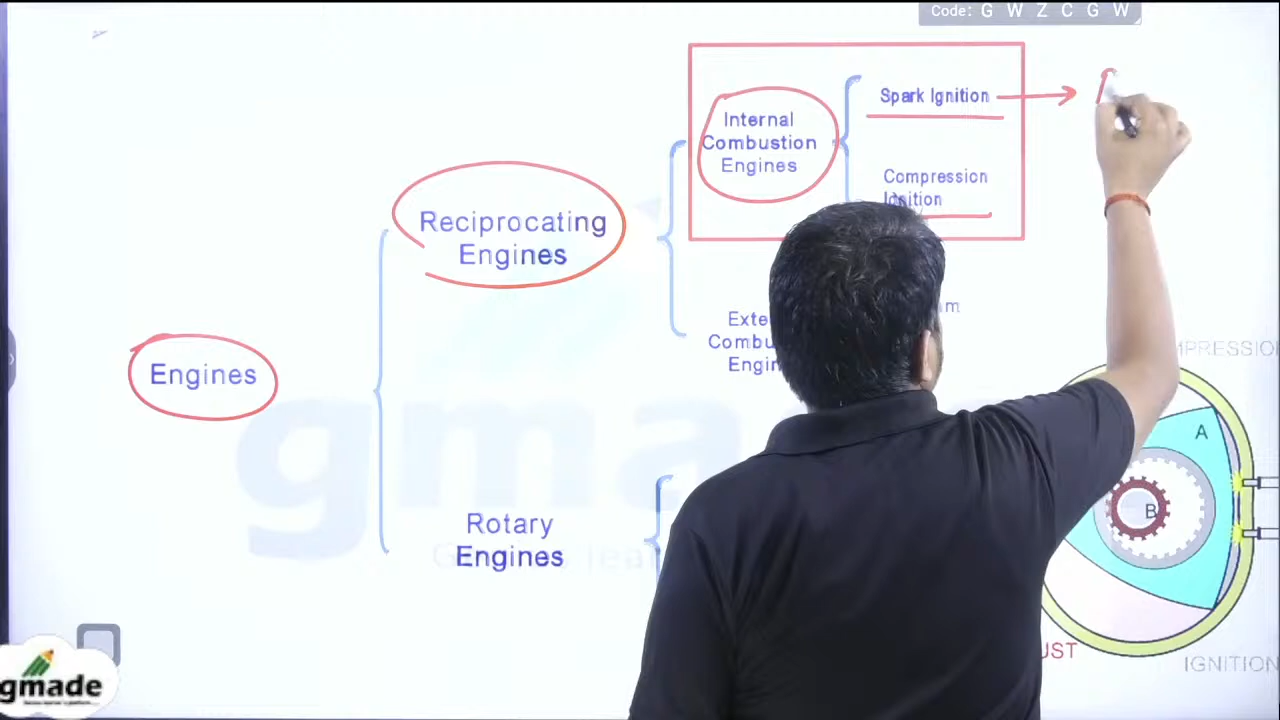 Code: G W Z C G W
Spark Ignition
Internal
Combustion
Engines
Compression
Ignition
Reciprocating
Engines
Engines
Rotary
Engines
A
B
IGNITION
gmade